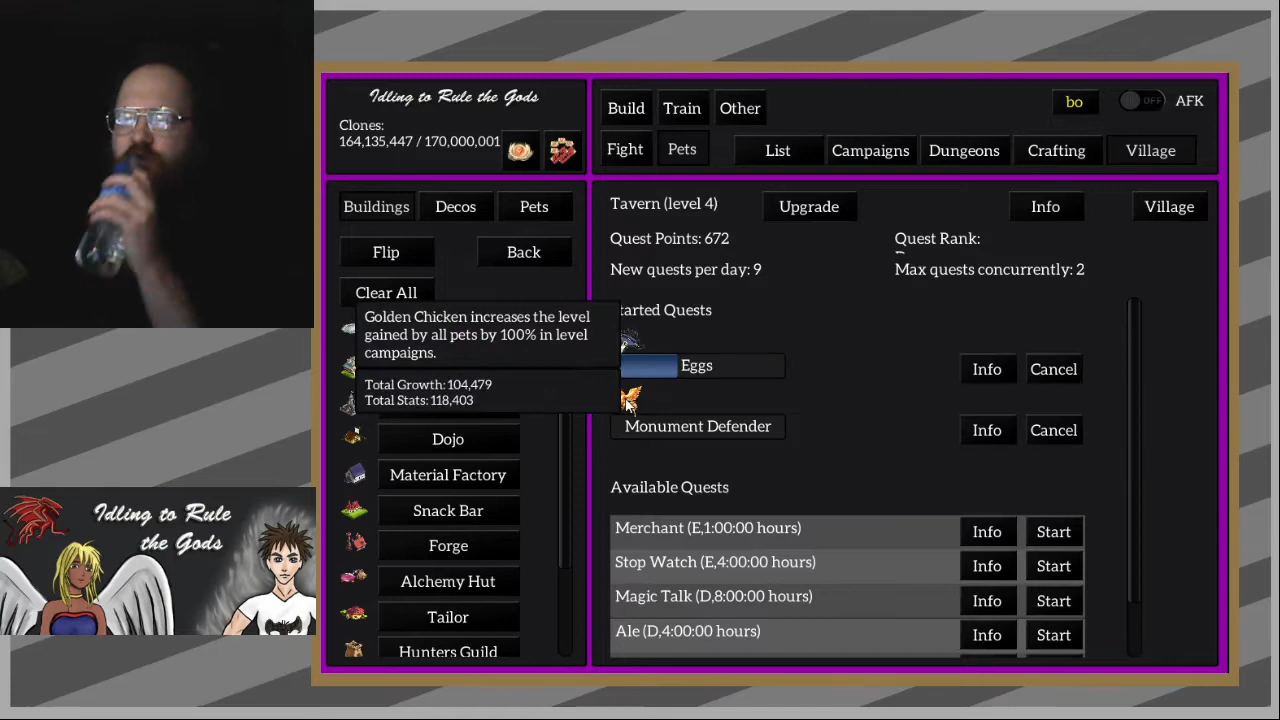 Idling to Rule the Gods
Clones:
164,135,447 / 170,000,001
Build
Train
Other
bo
OFF
AFK
Fight
Pets
List
Campaigns
Dungeons
Crafting
Village
Buildings
Decos
Pets
Flip
Back
Clear All
Golden Chicken increases the level
gained by all pets by 100% in level
campaigns.
Total Growth: 104,479
Total Stats: 118,403
Dojo
Material Factory
Snack Bar
Forge
Alchemy Hut
Tailor
Hunters Guild
Tavern (level 4)
Upgrade
Info
Village
Quest Points: 672
Quest Rank:
New quests per day: 9
Max quests concurrently: 2
tarted Quests
Eggs
Info
Cancel
Monument Defender
Info
Cancel
Available Quests
Merchant (E,1:00:00 hours)
Info
Start
Stop Watch (E,4:00:00 hours)
Info
Start
Magic Talk (D,8:00:00 hours)
Info
Start
Ale (D,4:00:00 hours)
Info
Start
Idling to Rule
the Gods